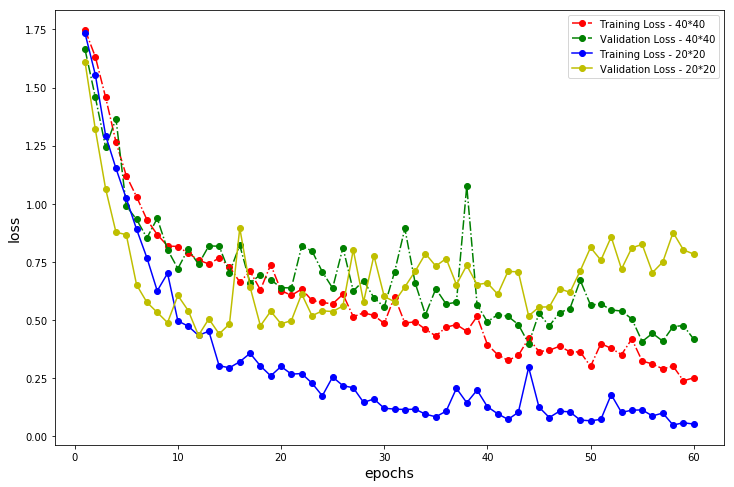 Training Loss - 40*40
Validation Loss - 40*40
Training Loss - 20*20
Validation Loss - 20*20
1.75
1.50
1.25
1.00
0.75
0.50
0.25
0.00
loss
0 10 20 30 40 50 60
epochs